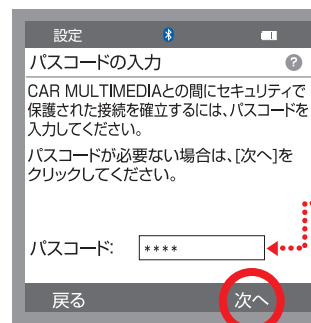 設定
パスコードの入力 ?
CAR MULTIMEDIAとの間にセキュリティで
保護された接続を確立するには、パスコードを
入力してください。
パスコードが必要ない場合は、[次へ]を
クリックしてください。
パスコード: ****
戻る 次へ